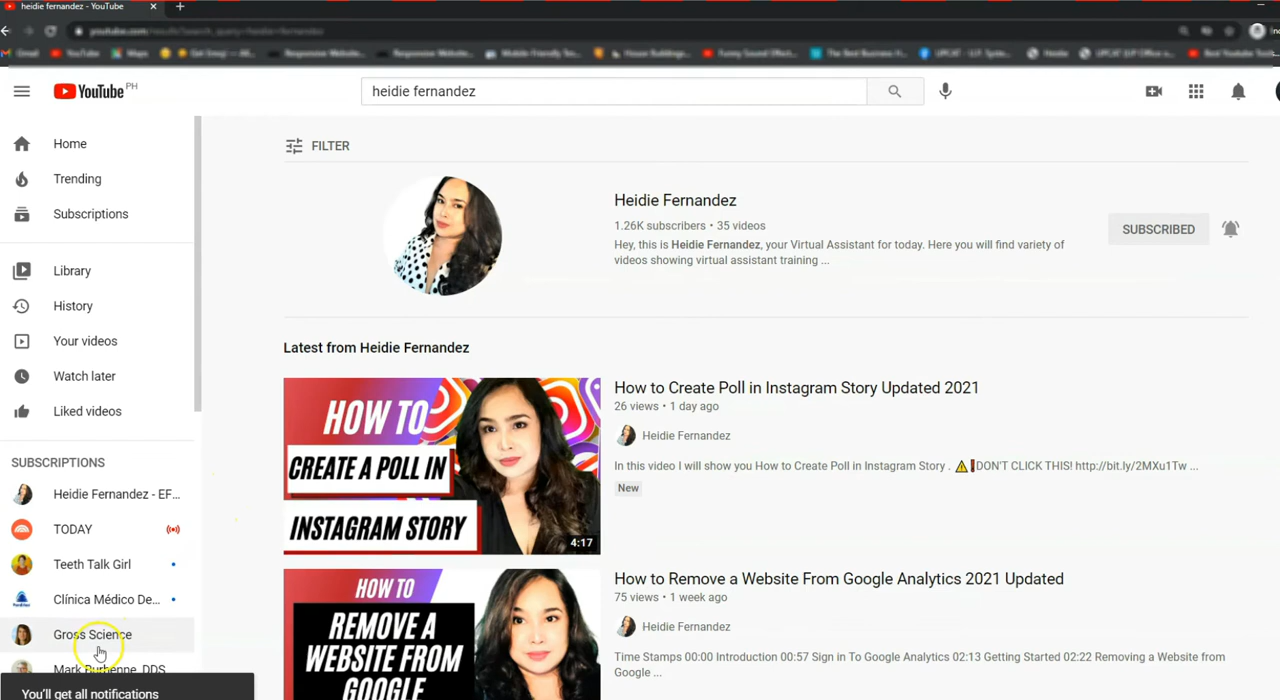 heidie fernandez - YouTube
Gmail
YouTube
Maps
YouTube PH
heidie fernandez
Home
Trending
Subscriptions
Library
History
Your videos
Watch later
Liked videos
SUBSCRIPTIONS
Heidie Fernandez - EF...
TODAY
Teeth Talk Girl
Clínica Médico De...
Gross Science
Mark Burhenne, DDS
You'll get all notifications
FILTER
Heidie Fernandez
1.26K subscribers • 35 videos
SUBSCRIBED
Hey, this is Heidie Fernandez, your Virtual Assistant for today. Here you will find variety of
videos showing virtual assistant training ...
Latest from Heidie Fernandez
HOW TO
CREATE A POLL IN
INSTAGRAM STORY
4:17
How to Create Poll in Instagram Story Updated 2021
26 views • 1 day ago
Heidie Fernandez
In this video I will show you How to Create Poll in Instagram Story . ⚠️❗DON'T CLICK THIS! http://bit.ly/2MXu1Tw ...
New
HOW TO
REMOVE A
WEBSITE FROM
GOOGLE
How to Remove a Website From Google Analytics 2021 Updated
75 views • 1 week ago
Heidie Fernandez
Time Stamps 00:00 Introduction 00:57 Sign in To Google Analytics 02:13 Getting Started 02:22 Removing a Website from
Google ...